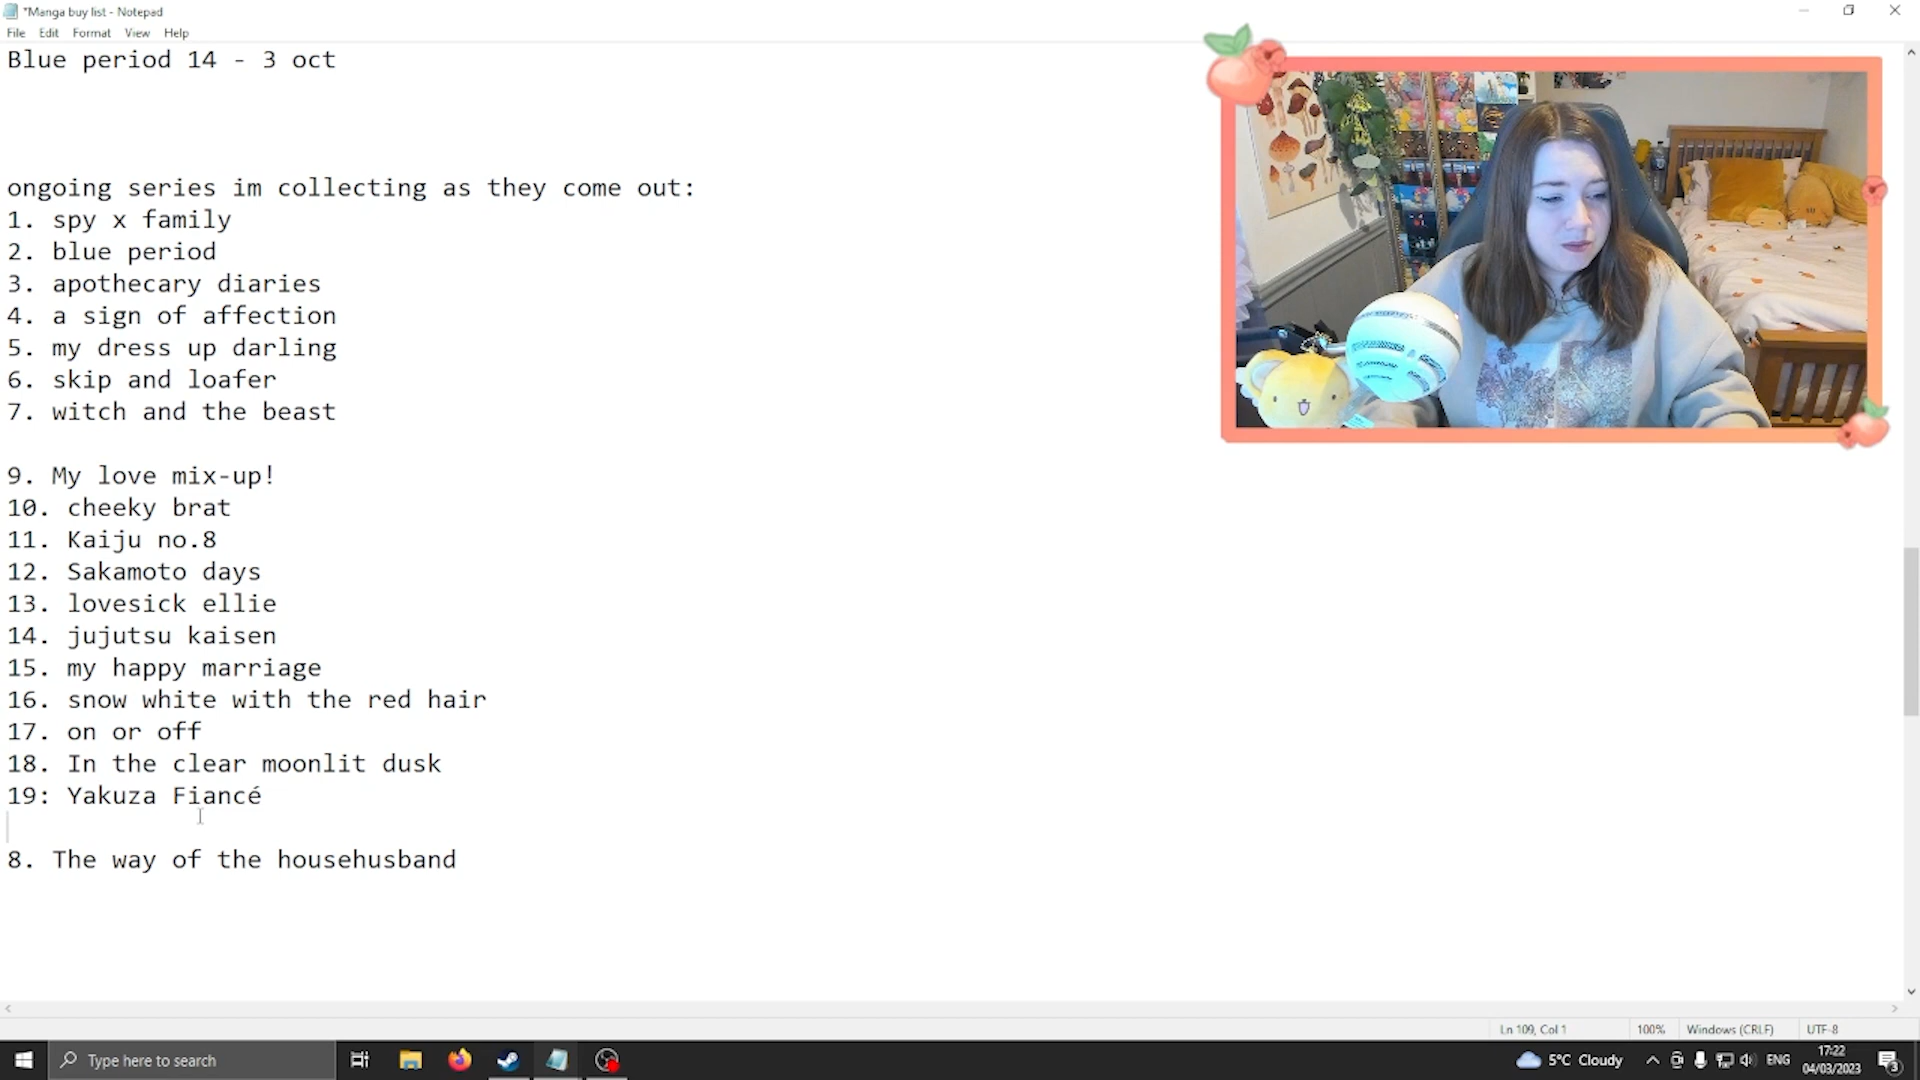 *Manga buy list - Notepad
File Edit Format View Help
Blue period 14 - 3 oct
ongoing series im collecting as they come out:
1. spy x family
2. blue period
3. apothecary diaries
4. a sign of affection
5. my dress up darling
6. skip and loafer
7. witch and the beast
9. My love mix-up!
10. cheeky brat
11. Kaiju no.8
12. Sakamoto days
13. lovesick ellie
14. jujutsu kaisen
15. my happy marriage
16. snow white with the red hair
17. on or off
18. In the clear moonlit dusk
19: Yakuza Fiancé
8. The way of the househusband
Ln 109, Col 1 100% Windows (CRLF) UTF-8
Type here to search
5°C Cloudy
ENG
17:22
04/03/2023
3